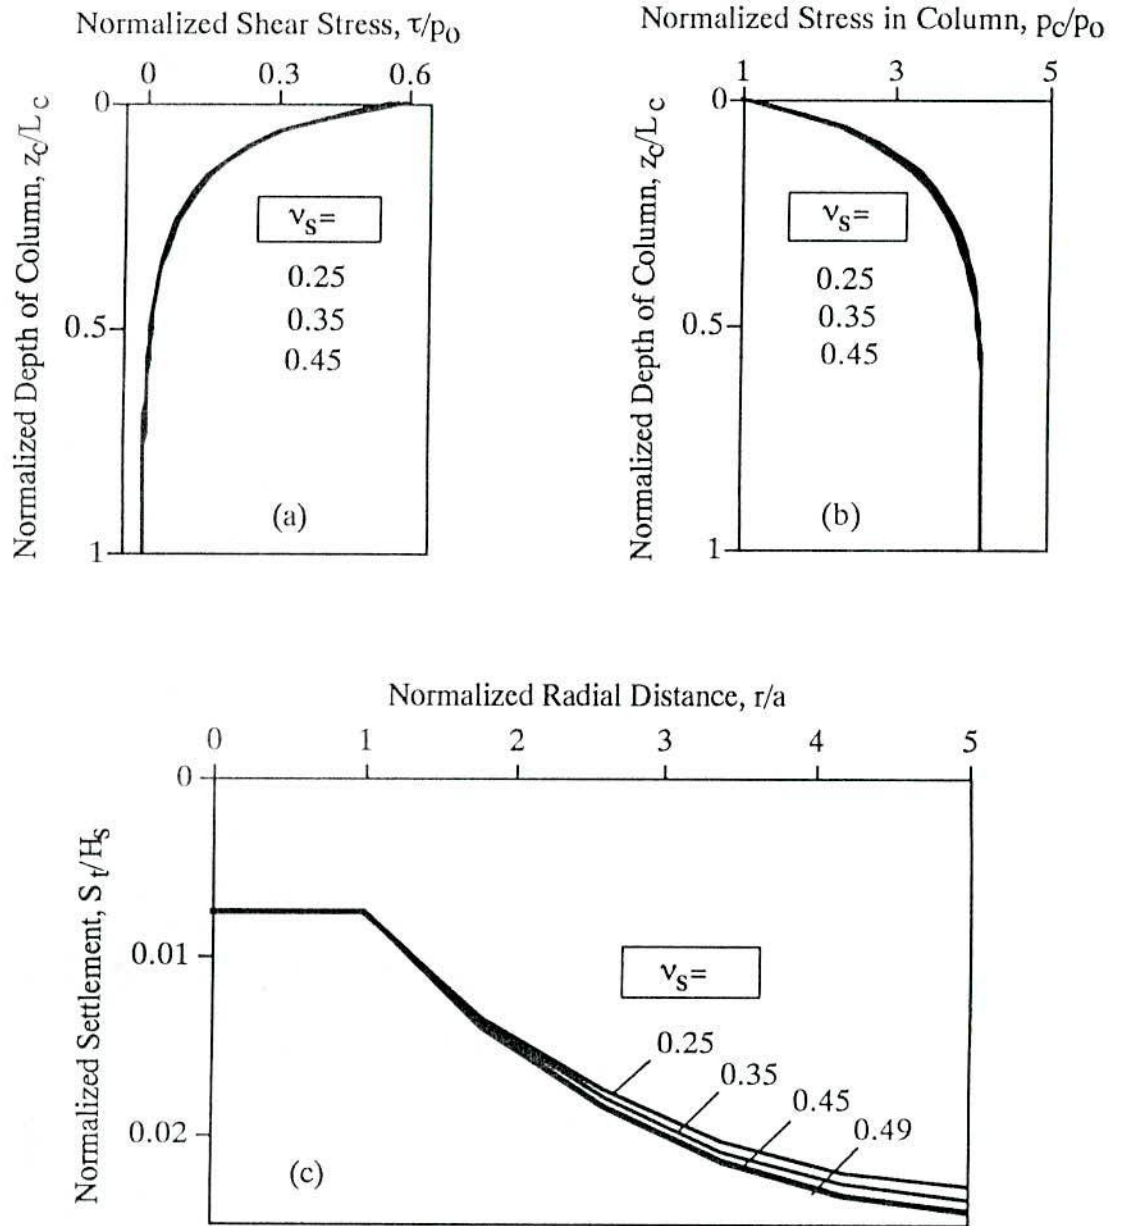 Normalized Shear Stress, τ/po
0 0.3 0.6
Normalized Depth of Column, zc/Lc
0
0.5
1
νs=
0.25
0.35
0.45
(a)
Normalized Stress in Column, pc/po
1 3 5
Normalized Depth of Column, zc/Lc
0
0.5
1
νs=
0.25
0.35
0.45
(b)
Normalized Radial Distance, r/a
0 1 2 3 4 5
Normalized Settlement, St/Hs
0
0.01
0.02
νs=
0.25
0.35
0.45
0.49
(c)